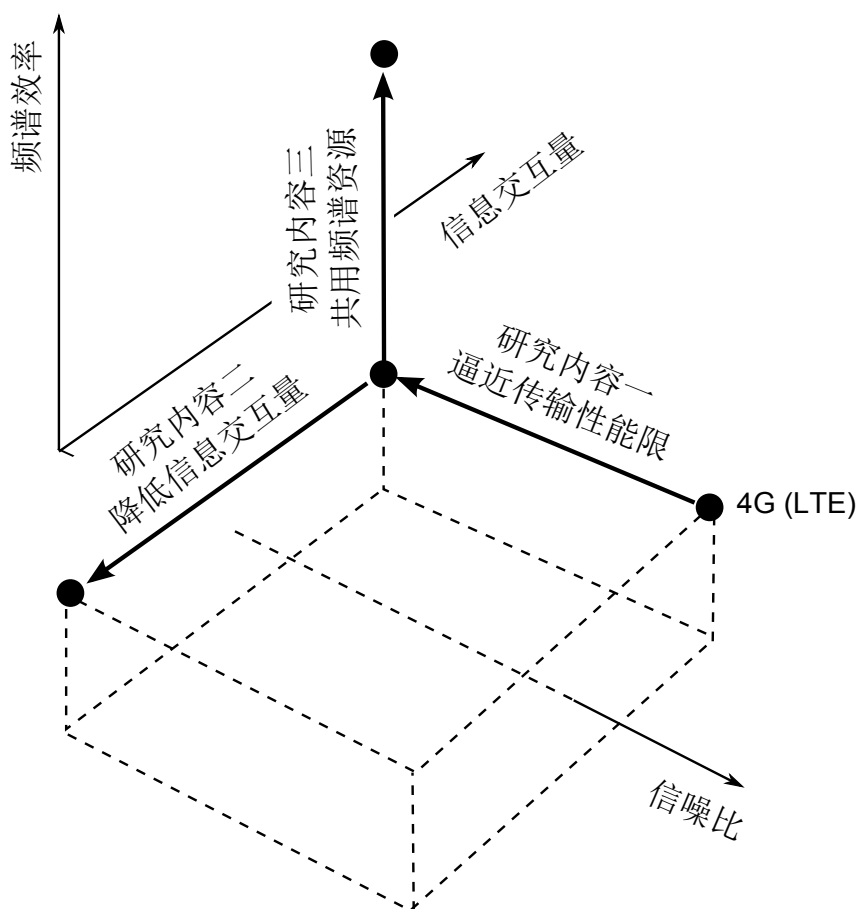 频谱效率
研究内容三
共用频谱资源
信息交互量
研究内容一
逼近传输性能限
研究内容二
降低信息交互量
4G (LTE)
信噪比